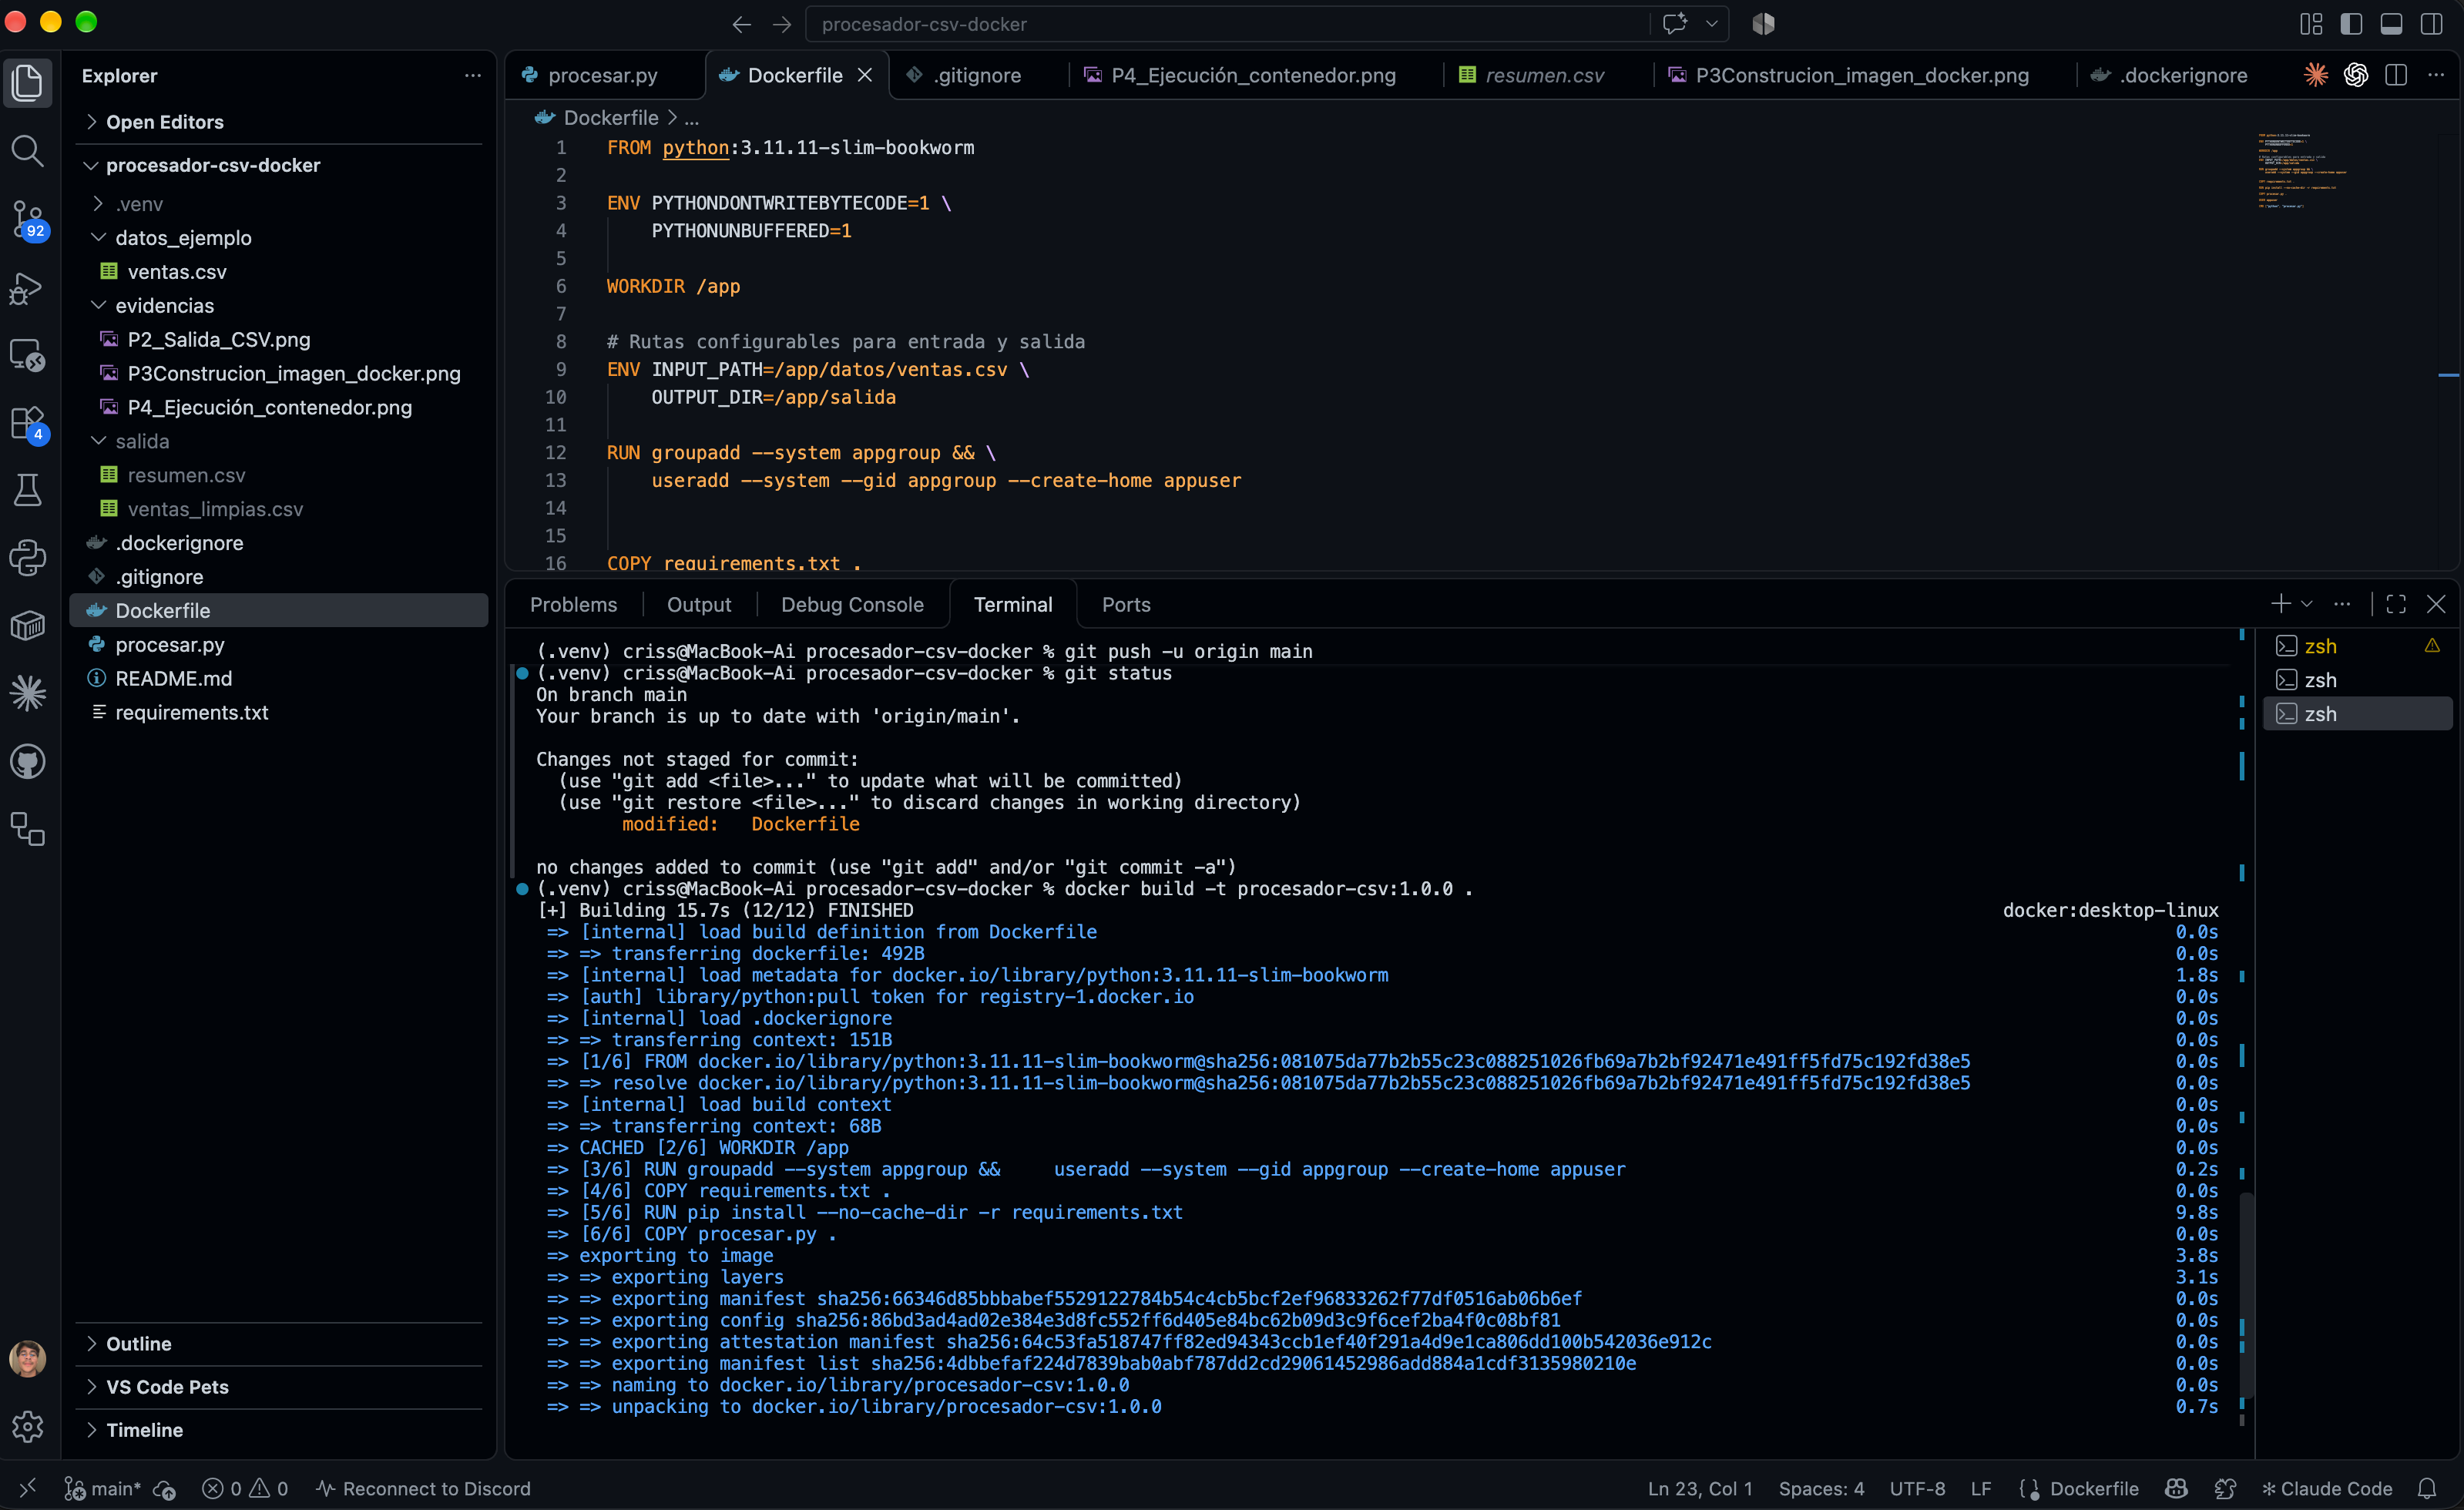 procesador-csv-docker
Explorer
Open Editors
procesador-csv-docker
.venv
datos_ejemplo
ventas.csv
evidencias
P2_Salida_CSV.png
P3Construcion_imagen_docker.png
P4_Ejecución_contenedor.png
salida
resumen.csv
ventas_limpias.csv
.dockerignore
.gitignore
Dockerfile
procesar.py
README.md
requirements.txt
Outline
VS Code Pets
Timeline
92
4
procesar.py
Dockerfile
.gitignore
P4_Ejecución_contenedor.png
resumen.csv
P3Construcion_imagen_docker.png
.dockerignore
Dockerfile > ...
1 FROM python:3.11.11-slim-bookworm
2
3 ENV PYTHONDONTWRITEBYTECODE=1 \
4 PYTHONUNBUFFERED=1
5
6 WORKDIR /app
7
8 # Rutas configurables para entrada y salida
9 ENV INPUT_PATH=/app/datos/ventas.csv \
10 OUTPUT_DIR=/app/salida
11
12 RUN groupadd --system appgroup && \
13 useradd --system --gid appgroup --create-home appuser
14
15
16 COPY requirements.txt .
Problems
Output
Debug Console
Terminal
Ports
(.venv) criss@MacBook-Ai procesador-csv-docker % git push -u origin main
(.venv) criss@MacBook-Ai procesador-csv-docker % git status
On branch main
Your branch is up to date with 'origin/main'.
Changes not staged for commit:
(use "git add <file>..." to update what will be committed)
(use "git restore <file>..." to discard changes in working directory)
modified: Dockerfile
no changes added to commit (use "git add" and/or "git commit -a")
(.venv) criss@MacBook-Ai procesador-csv-docker % docker build -t procesador-csv:1.0.0 .
[+] Building 15.7s (12/12) FINISHED docker:desktop-linux
=> [internal] load build definition from Dockerfile 0.0s
=> => transferring dockerfile: 492B 0.0s
=> [internal] load metadata for docker.io/library/python:3.11.11-slim-bookworm 1.8s
=> [auth] library/python:pull token for registry-1.docker.io 0.0s
=> [internal] load .dockerignore 0.0s
=> => transferring context: 151B 0.0s
=> [1/6] FROM docker.io/library/python:3.11.11-slim-bookworm@sha256:081075da77b2b55c23c088251026fb69a7b2bf92471e491ff5fd75c192fd38e5 0.0s
=> => resolve docker.io/library/python:3.11.11-slim-bookworm@sha256:081075da77b2b55c23c088251026fb69a7b2bf92471e491ff5fd75c192fd38e5 0.0s
=> [internal] load build context 0.0s
=> => transferring context: 68B 0.0s
=> CACHED [2/6] WORKDIR /app 0.0s
=> [3/6] RUN groupadd --system appgroup && useradd --system --gid appgroup --create-home appuser 0.2s
=> [4/6] COPY requirements.txt . 0.0s
=> [5/6] RUN pip install --no-cache-dir -r requirements.txt 9.8s
=> [6/6] COPY procesar.py . 0.0s
=> exporting to image 3.8s
=> => exporting layers 3.1s
=> => exporting manifest sha256:66346d85bbbabef5529122784b54c4cb5bcf2ef96833262f77df0516ab06b6ef 0.0s
=> => exporting config sha256:86bd3ad4ad02e384e3d8fc552ff6d405e84bc62b09d3c9f6cef2ba4f0c08bf81 0.0s
=> => exporting attestation manifest sha256:64c53fa518747ff82ed94343ccb1ef40f291a4d9e1ca806dd100b542036e912c 0.0s
=> => exporting manifest list sha256:4dbbefaf224d7839bab0abf787dd2cd29061452986add884a1cdf3135980210e 0.0s
=> => naming to docker.io/library/procesador-csv:1.0.0 0.0s
=> => unpacking to docker.io/library/procesador-csv:1.0.0 0.7s
zsh
zsh
zsh
main*
0
0
Reconnect to Discord
Ln 23, Col 1
Spaces: 4
UTF-8
LF
Dockerfile
Claude Code